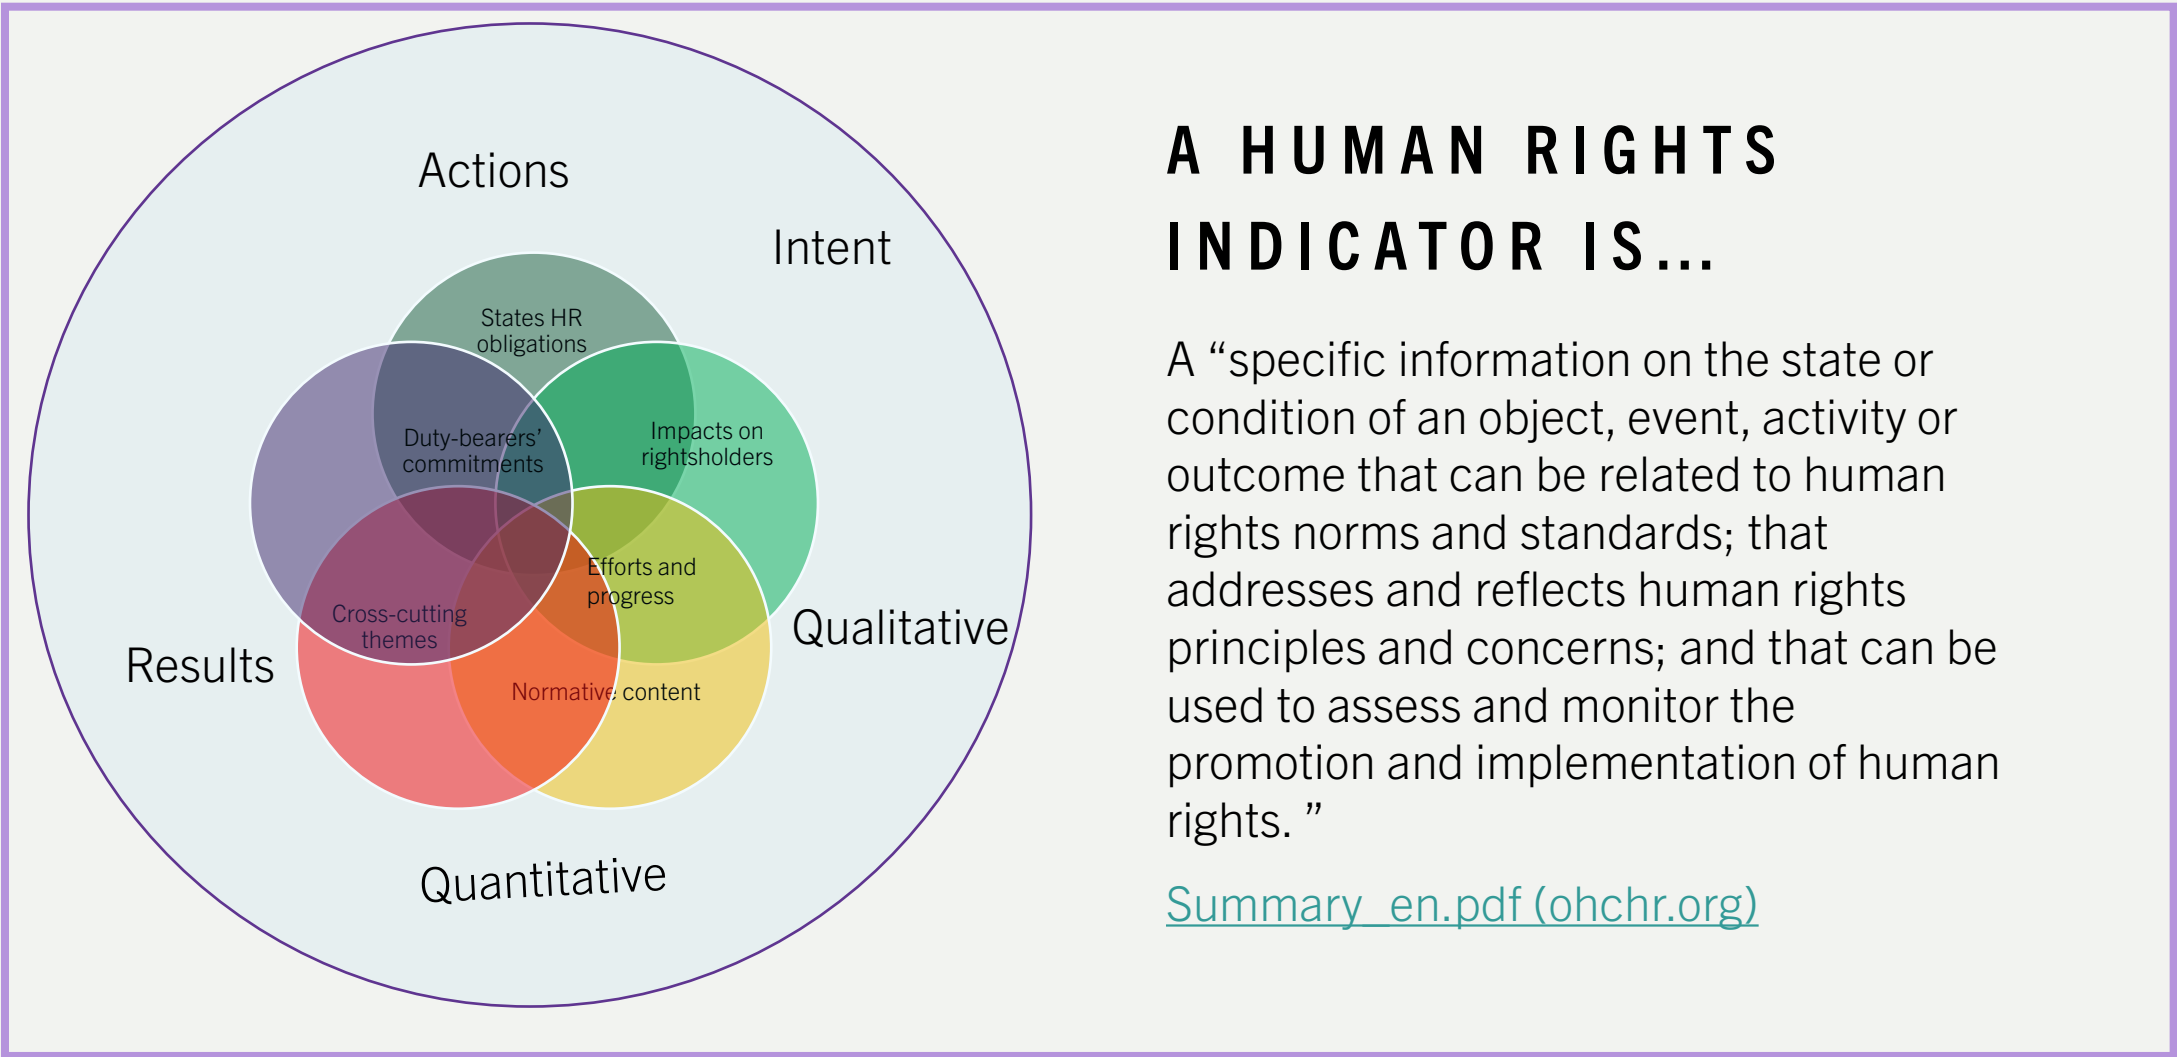 Actions
Intent
States HR
obligations
Duty-bearers’
commitments
Impacts on
rightsholders
Efforts and
progress
Cross-cutting
themes
Normative content
Results
Qualitative
Quantitative
A HUMAN RIGHTS
INDICATOR IS...
A “specific information on the state or
condition of an object, event, activity or
outcome that can be related to human
rights norms and standards; that
addresses and reflects human rights
principles and concerns; and that can be
used to assess and monitor the
promotion and implementation of human
rights. ”
Summary_en.pdf (ohchr.org)